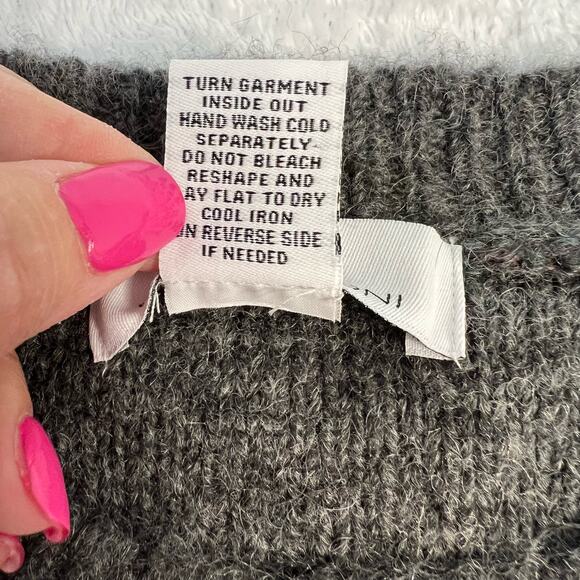 TURN GARMENT
INSIDE OUT
HAND WASH COLD
SEPARATELY
DO NOT BLEACH
RESHAPE AND
AY FLAT TO DRY
COOL IRON
N REVERSE SIDE
IF NEEDED